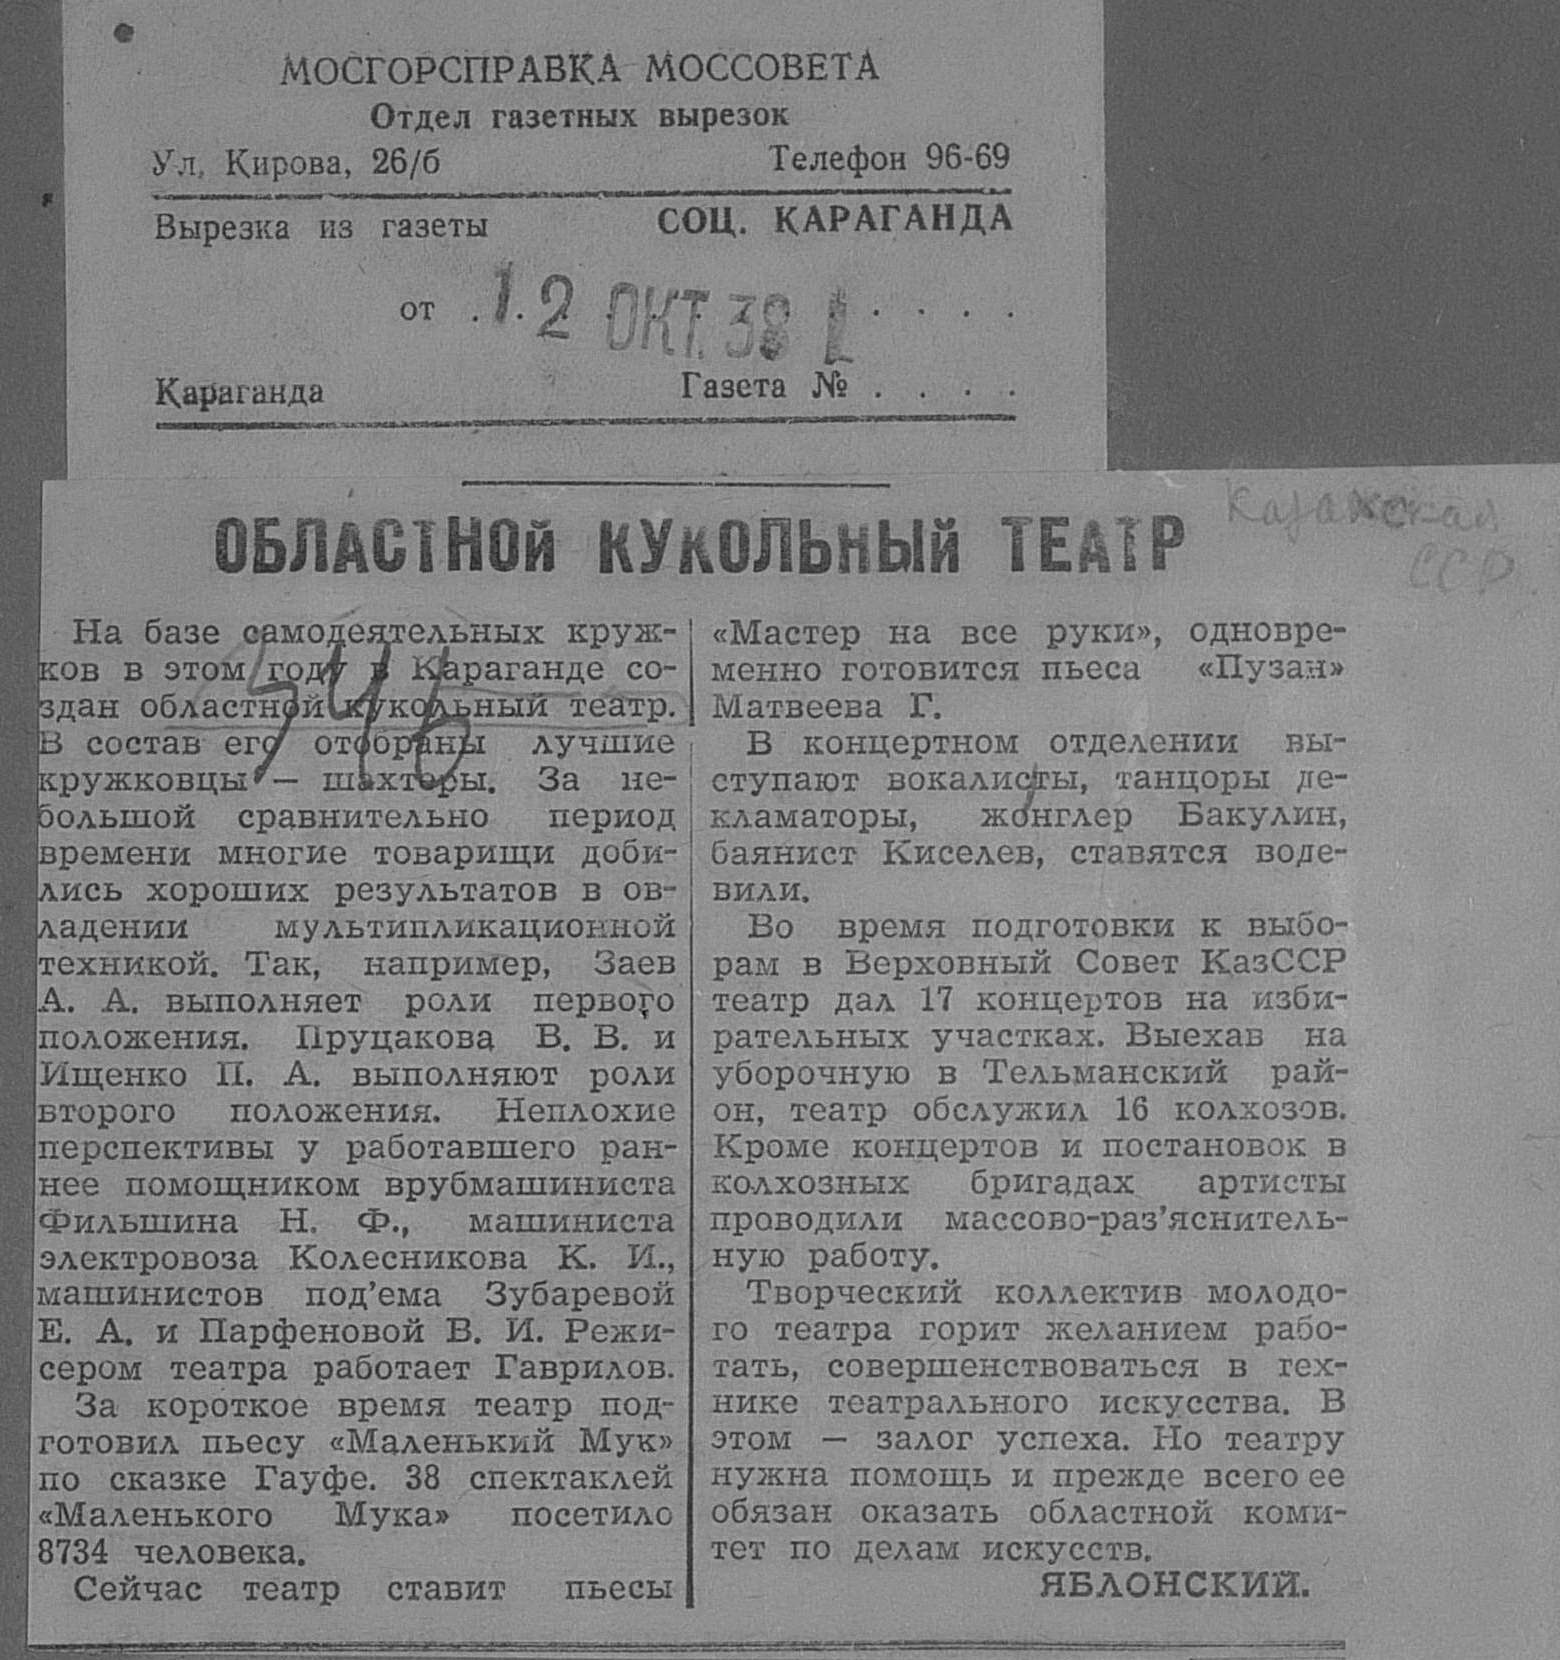 МОСГОРСПРАВКА МОССОВЕТА
Отдел газетных вырезок
Ул, Кирова, 26/б Телефон 96-69
Вырезка из газеты СОЦ. КАРАГАНДА
от 12 ОКТ. 38
Караганда Газета №
Казахская
ССР
ОБЛАСТНОЙ КУКОЛЬНЫЙ ТЕАТР
На базе самодеятельных круж-
ков в этом году в Караганде со-
здан областной кукольный театр.
В состав его отобраны лучшие
кружковцы — шахтеры. За не-
большой сравнительно период
времени многие товарищи доби-
лись хороших результатов в ов-
ладении мультипликационной
техникой. Так, например, Заев
А. А. выполняет роли первого
положения. Пруцакова В. В. и
Ищенко П. А. выполняют роли
второго положения. Неплохие
перспективы у работавшего ран-
нее помощником врубмашиниста
Фильшина Н. Ф., машиниста
электровоза Колесникова К. И.,
машинистов под'ема Зубаревой
Е. А. и Парфеновой В. И. Режи-
сером театра работает Гаврилов.
За короткое время театр под-
готовил пьесу «Маленький Мук»
по сказке Гауфе. 38 спектаклей
«Маленького Мука» посетило
8734 человека.
Сейчас театр ставит пьесы
«Мастер на все руки», одновре-
менно готовится пьеса «Пузан»
Матвеева Г.
В концертном отделении вы-
ступают вокалисты, танцоры де-
кламаторы, жонглер Бакулин,
баянист Киселев, ставятся воде-
вили.
Во время подготовки к выбо-
рам в Верховный Совет КазССР
театр дал 17 концертов на изби-
рательных участках. Выехав на
уборочную в Тельманский рай-
он, театр обслужил 16 колхозов.
Кроме концертов и постановок в
колхозных бригадах артисты
проводили массово-раз'яснитель-
ную работу.
Творческий коллектив молодо-
го театра горит желанием рабо-
тать, совершенствоваться в тех-
нике театрального искусства. В
этом — залог успеха. Но театру
нужна помощь и прежде всего ее
обязан оказать областной коми-
тет по делам искусств.
ЯБЛОНСКИЙ.